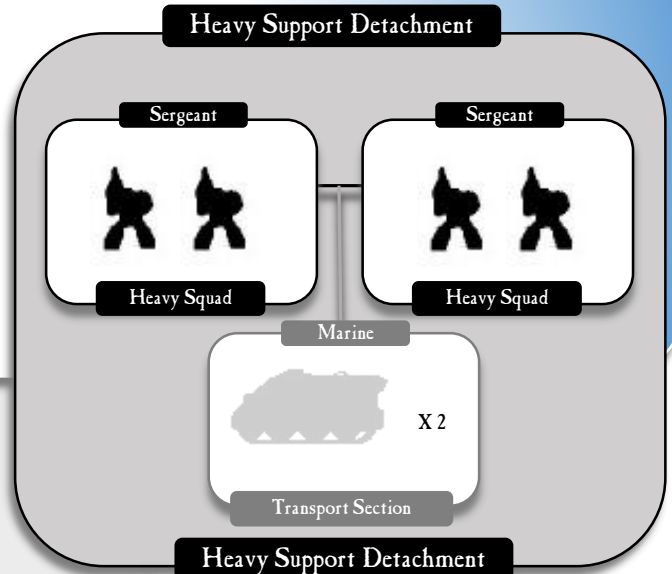 Heavy Support Detachment
Sergeant
Sergeant
Heavy Squad
Heavy Squad
Marine
X 2
Transport Section
Heavy Support Detachment